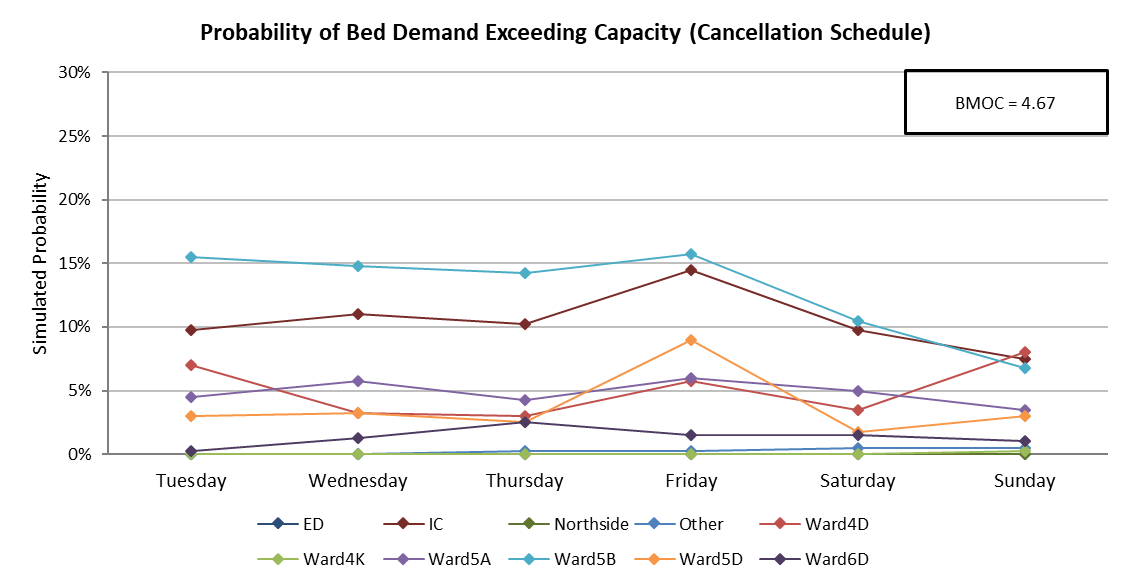 Probability of Bed Demand Exceeding Capacity (Cancellation Schedule)
BMOC = 4.67
30%
25%
20%
15%
10%
5%
0%
Simulated Probability
Tuesday Wednesday Thursday Friday Saturday Sunday
ED IC Northside Other Ward4D
Ward4K Ward5A Ward5B Ward5D Ward6D